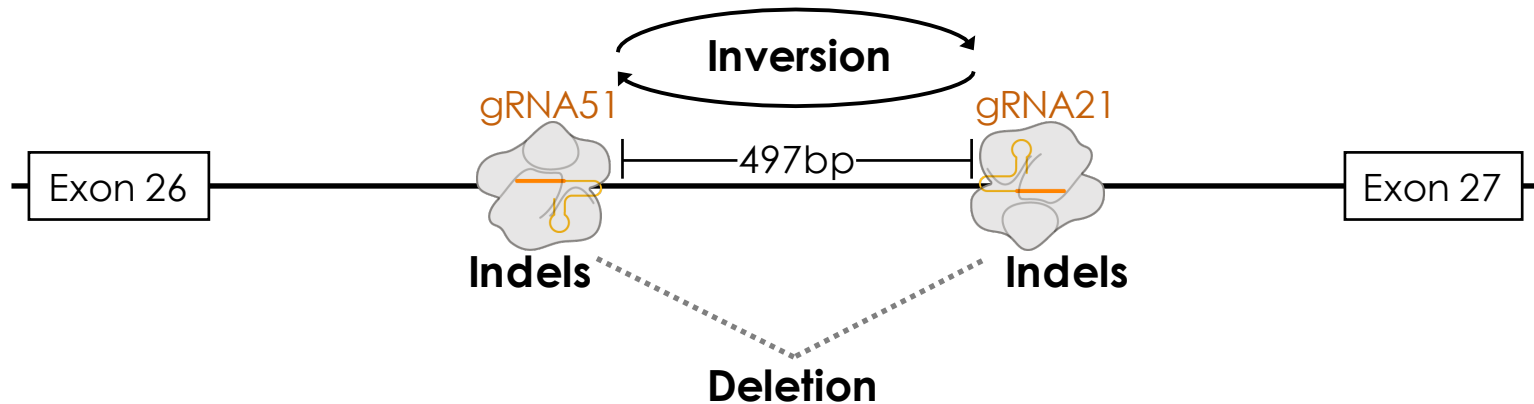 Inversion
gRNA51
gRNA21
497bp
Exon 26
Exon 27
Indels
Indels
Deletion